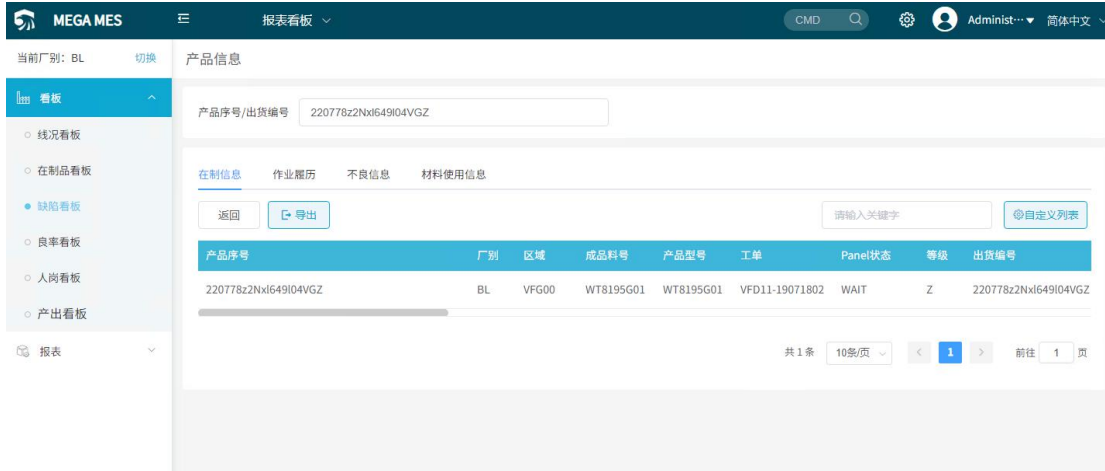 MEGA MES 报表看板 CMD Administ… 简体中文
当前厂别：BL 切换 产品信息
看板
产品序号/出货编号 220778z2Nxl649l04VGZ
线况看板
在制品看板 在制信息 作业履历 不良信息 材料使用信息
缺陷看板 返回 导出 请输入关键字 自定义列表
良率看板
产品序号 厂别 区域 成品料号 产品型号 工单 Panel状态 等级 出货编号
人岗看板
220778z2Nxl649l04VGZ BL VFG00 WT8195G01 WT8195G01 VFD11-19071802 WAIT Z 220778z2Nxl649l04VGZ
产出看板
报表 共 1 条 10条/页 1 前往 1 页